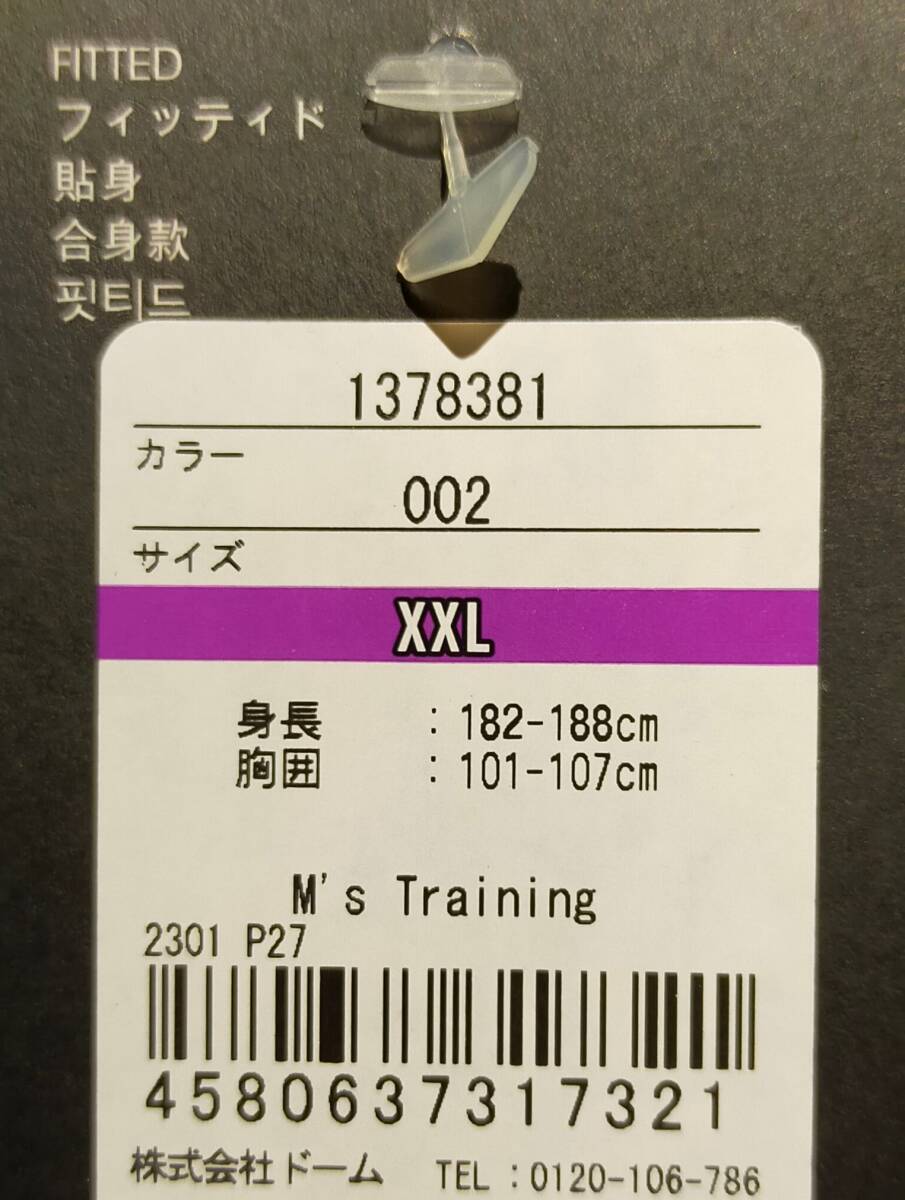 FITTED
フィッティド
貼身
合身款
핏티드
1378381
カラー
002
サイズ
XXL
身長 : 182-188cm
胸囲 : 101-107cm
M's Training
2301 P27
4580637317321
株式会社ドーム TEL:0120-106-786